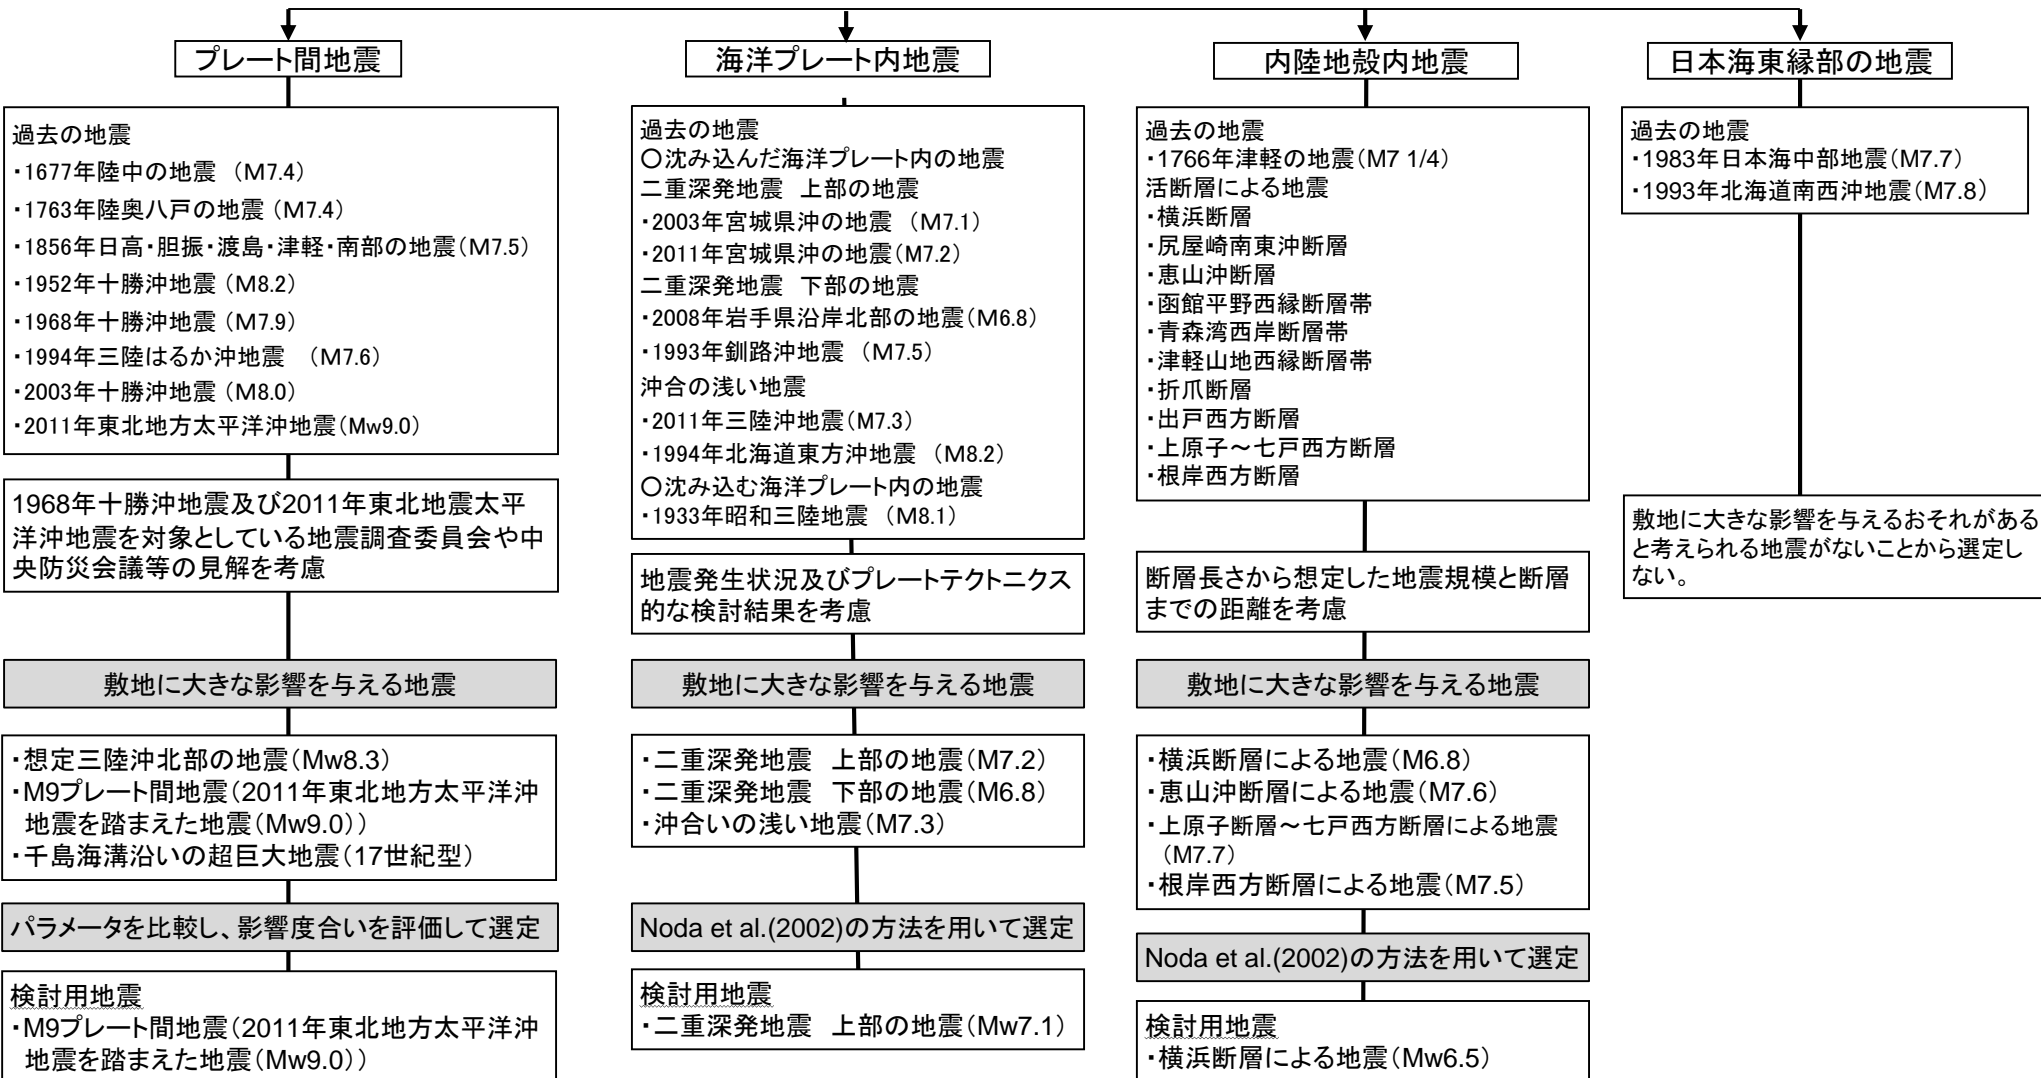 プレート間地震
過去の地震
・1677年陸中の地震 （M7.4）
・1763年陸奥八戸の地震（M7.4）
・1856年日高・胆振・渡島・津軽・南部の地震（M7.5）
・1952年十勝沖地震（M8.2）
・1968年十勝沖地震（M7.9）
・1994年三陸はるか沖地震 （M7.6）
・2003年十勝沖地震（M8.0）
・2011年東北地方太平洋沖地震（Mw9.0）
1968年十勝沖地震及び2011年東北地震太平
洋沖地震を対象としている地震調査委員会や中
央防災会議等の見解を考慮
敷地に大きな影響を与える地震
・想定三陸沖北部の地震（Mw8.3）
・M9プレート間地震（2011年東北地方太平洋沖
地震を踏まえた地震（Mw9.0））
・千島海溝沿いの超巨大地震（17世紀型）
パラメータを比較し、影響度合いを評価して選定
検討用地震
・M9プレート間地震（2011年東北地方太平洋沖
地震を踏まえた地震（Mw9.0））
海洋プレート内地震
過去の地震
○沈み込んだ海洋プレート内の地震
二重深発地震 上部の地震
・2003年宮城県沖の地震 （M7.1）
・2011年宮城県沖の地震（M7.2）
二重深発地震 下部の地震
・2008年岩手県沿岸北部の地震（M6.8）
・1993年釧路沖地震 （M7.5）
沖合の浅い地震
・2011年三陸沖地震（M7.3）
・1994年北海道東方沖地震 （M8.2）
○沈み込む海洋プレート内の地震
・1933年昭和三陸地震 （M8.1）
地震発生状況及びプレートテクトニクス
的な検討結果を考慮
敷地に大きな影響を与える地震
・二重深発地震 上部の地震（M7.2）
・二重深発地震 下部の地震（M6.8）
・沖合いの浅い地震（M7.3）
Noda et al.(2002)の方法を用いて選定
検討用地震
・二重深発地震 上部の地震（Mw7.1）
内陸地殻内地震
過去の地震
・1766年津軽の地震（M7 1/4）
活断層による地震
・横浜断層
・尻屋崎南東沖断層
・恵山沖断層
・函館平野西縁断層帯
・青森湾西岸断層帯
・津軽山地西縁断層帯
・折爪断層
・出戸西方断層
・上原子～七戸西方断層
・根岸西方断層
断層長さから想定した地震規模と断層
までの距離を考慮
敷地に大きな影響を与える地震
・横浜断層による地震（M6.8）
・恵山沖断層による地震（M7.6）
・上原子断層～七戸西方断層による地震
（M7.7）
・根岸西方断層による地震（M7.5）
Noda et al.(2002)の方法を用いて選定
検討用地震
・横浜断層による地震（Mw6.5）
日本海東縁部の地震
過去の地震
・1983年日本海中部地震（M7.7）
・1993年北海道南西沖地震（M7.8）
敷地に大きな影響を与えるおそれがある
と考えられる地震がないことから選定し
ない。